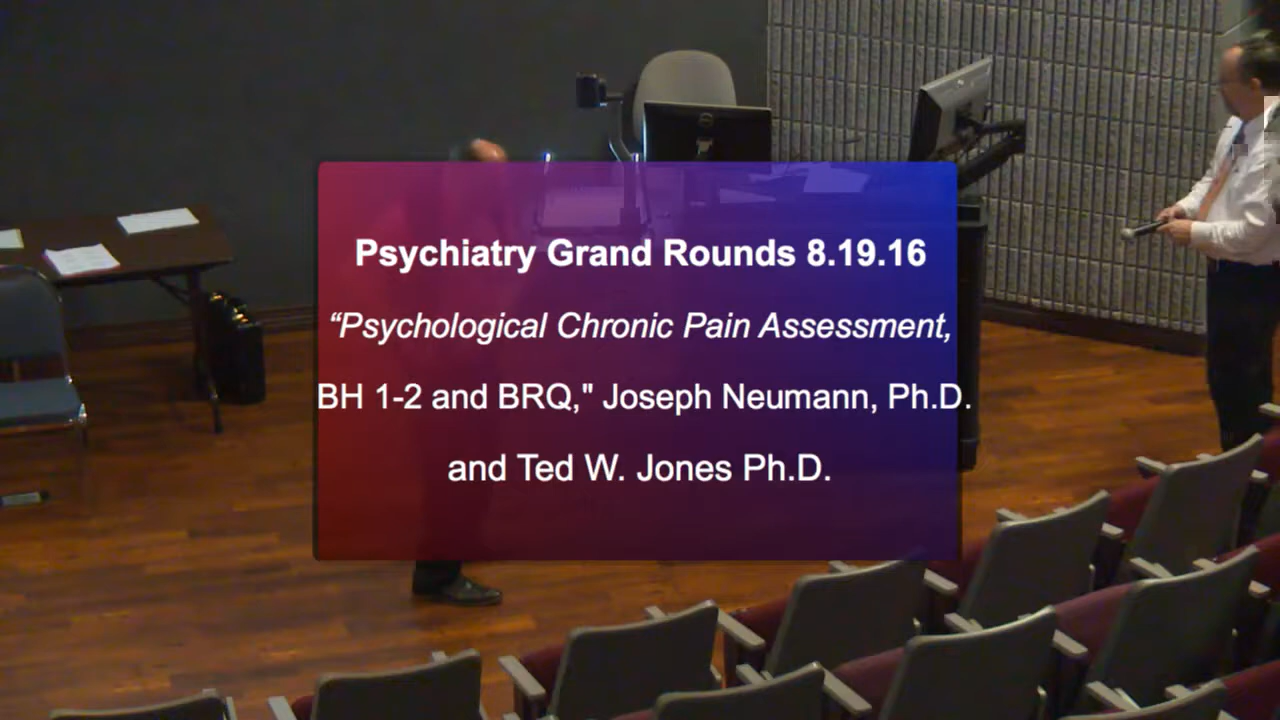 Psychiatry Grand Rounds 8.19.16
“Psychological Chronic Pain Assessment,
BH 1-2 and BRQ," Joseph Neumann, Ph.D.
and Ted W. Jones Ph.D.